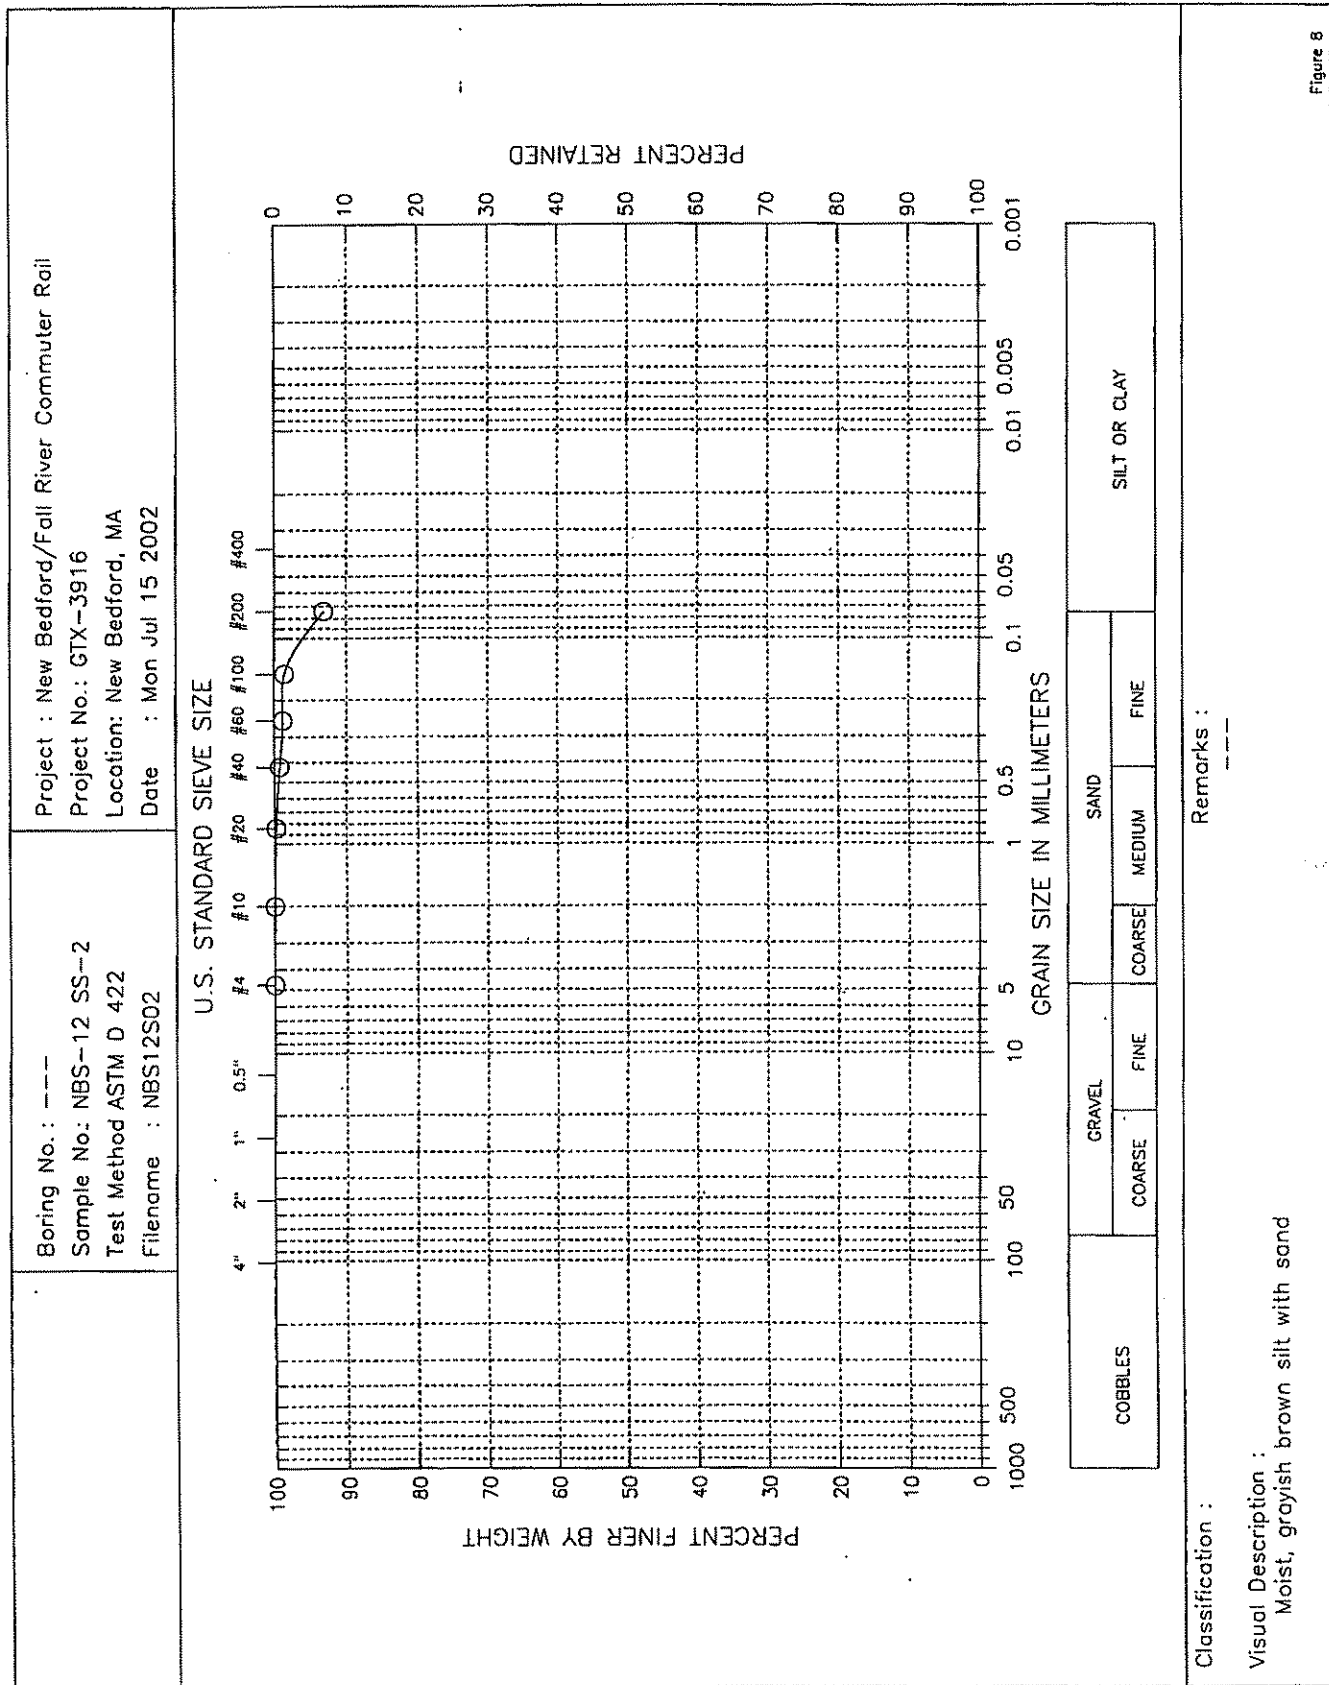 Boring No.: ---
Sample No.: NBS-12 SS-2
Test Method ASTM D 422
Filename : NBS12S02
Project : New Bedford/Fall River Commuter Rail
Project No.: GTX-3916
Location: New Bedford, MA
Date : Mon Jul 15 2002
U.S. STANDARD SIEVE SIZE
4" 2" 1" 0.5" #4 #10 #20 #40 #60 #100 #200 #400
PERCENT FINER BY WEIGHT
100
90
80
70
60
50
40
30
20
10
0
PERCENT RETAINED
0
10
20
30
40
50
60
70
80
90
100
1000 500 100 50 10 5 1 0.5 0.1 0.05 0.01 0.005 0.001
GRAIN SIZE IN MILLIMETERS
COBBLES GRAVEL SAND SILT OR CLAY
COARSE FINE COARSE MEDIUM FINE
Classification :
Remarks :
---
Visual Description :
Moist, grayish brown silt with sand
Figure 8